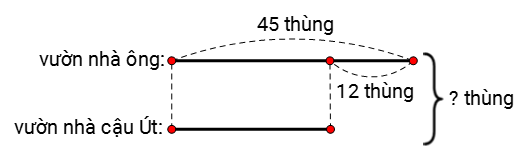 45 thùng
vườn nhà ông:
12 thùng
? thùng
vườn nhà cậu Út: